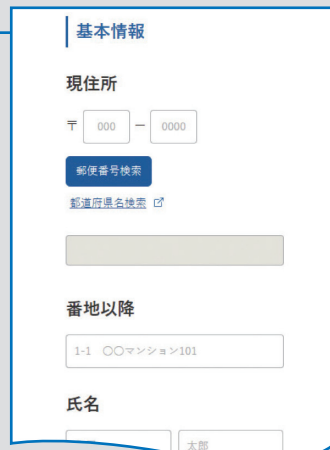 基本情報
現住所
〒 000 － 0000
郵便番号検索
都道府県名検索
番地以降
1-1　〇〇マンション101
氏名
太郎